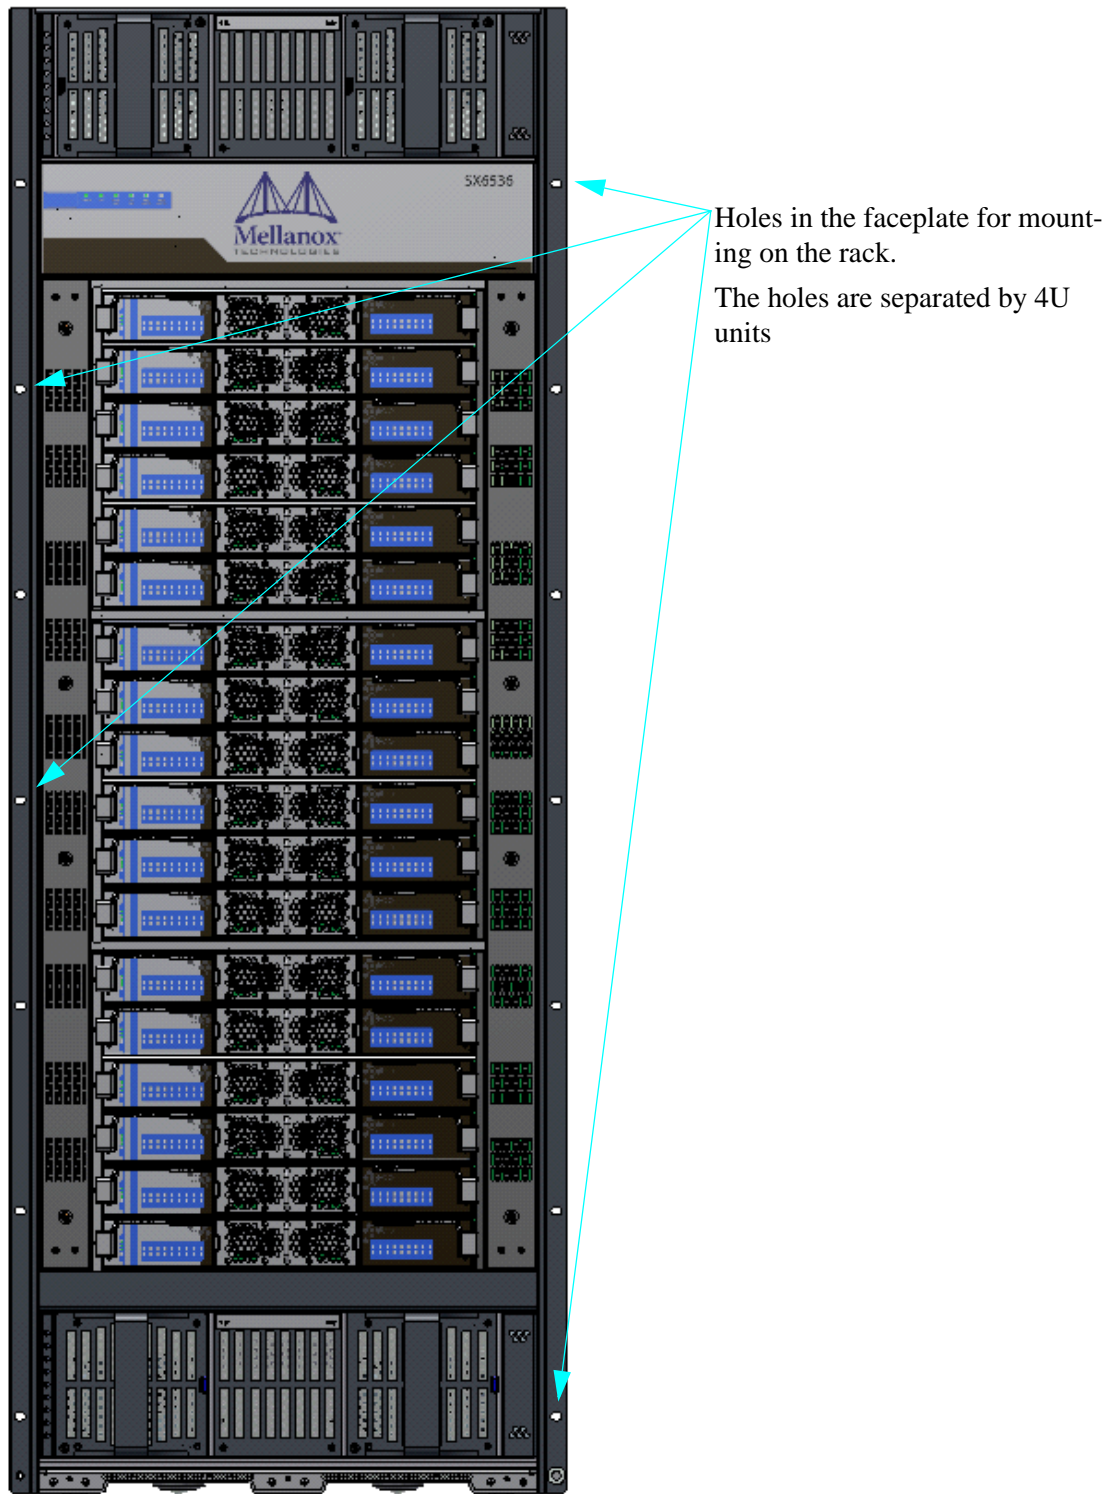 SX6536
Mellanox
TECHNOLOGIES
Holes in the faceplate for mount-
ing on the rack.
The holes are separated by 4U
units